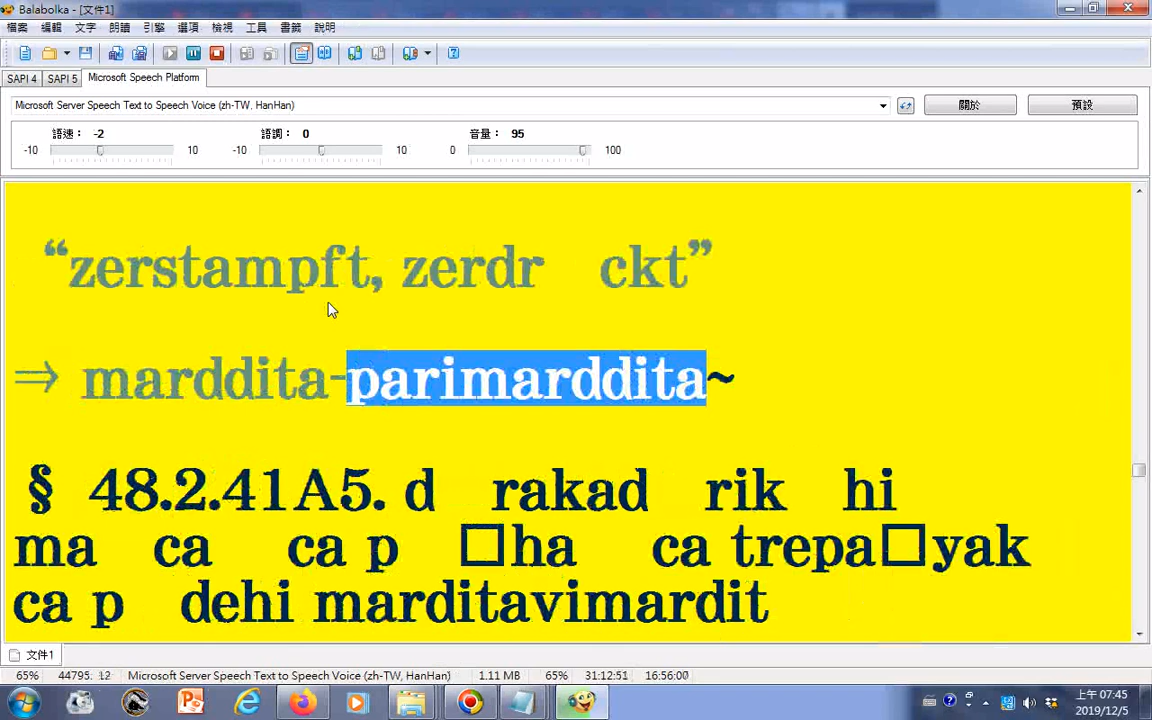 Balabolka - [文件1]
檔案 編輯 文字 朗讀 引擎 選項 檢視 工具 書籤 說明
SAPI 4 SAPI 5 Microsoft Speech Platform
Microsoft Server Speech Text to Speech Voice (zh-TW, HanHan) 關於 預設
語速： -2 語調： 0 音量： 95
-10 10 -10 10 0 100
“zerstampft, zerdr ckt”
⇒ marddita-parimarddita~
§ 48.2.41A5. d rakad rik hi
ma ca ca p □ha ca trepa□yak
ca p dehi marditavimardit
文件1
65% 44795: 12 Microsoft Server Speech Text to Speech Voice (zh-TW, HanHan) 1.11 MB 65% 31:12:51 16:56:00
上午 07:45
2019/12/5